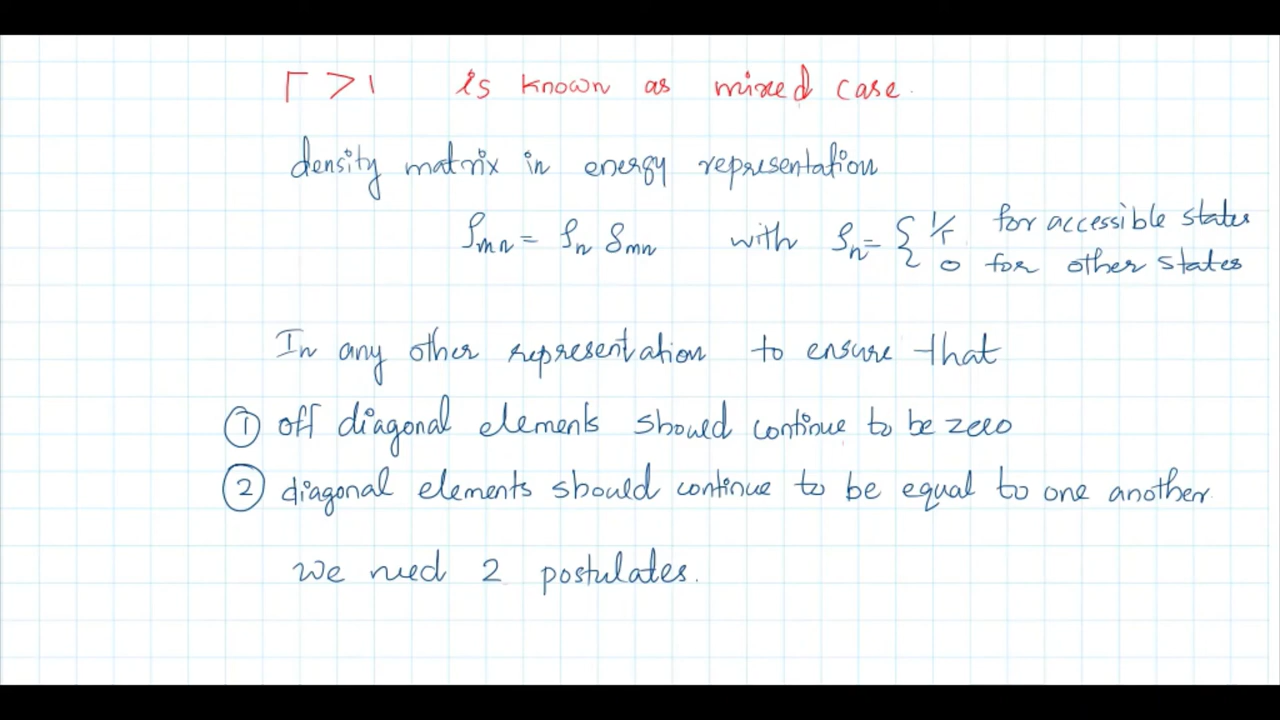 Γ > 1 is known as mixed case.
density matrix in energy representation
ρmn = ρn δmn with ρn = { 1/Γ for accessible states
0 for other states
In any other representation to ensure that
① off diagonal elements should continue to be zero
② diagonal elements should continue to be equal to one another.
we need 2 postulates.